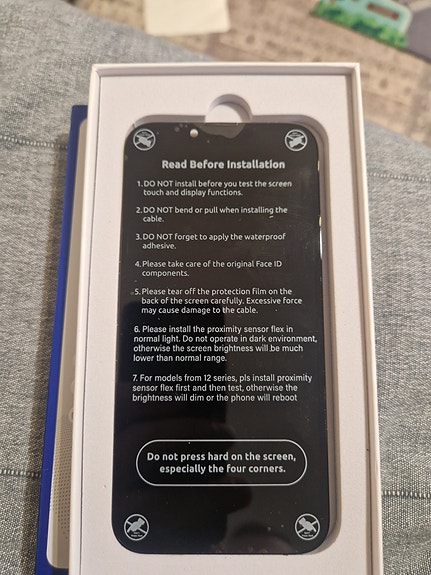 Read Before Installation
1. DO NOT install before you test the screen
touch and display functions.
2. DO NOT bend or pull when installing the
cable.
3. DO NOT forget to apply the waterproof
adhesive.
4. Please take care of the original Face ID
components.
5. Please tear off the protection film on the
back of the screen carefully. Excessive force
may cause damage to the cable.
6. Please install the proximity sensor flex in
normal light. Do not operate in dark environment,
otherwise the screen brightness will be much
lower than normal range.
7. For models from 12 series, pls install proximity
sensor flex first and then test, otherwise the
brightness will dim or the phone will reboot
Do not press hard on the screen,
especially the four corners.